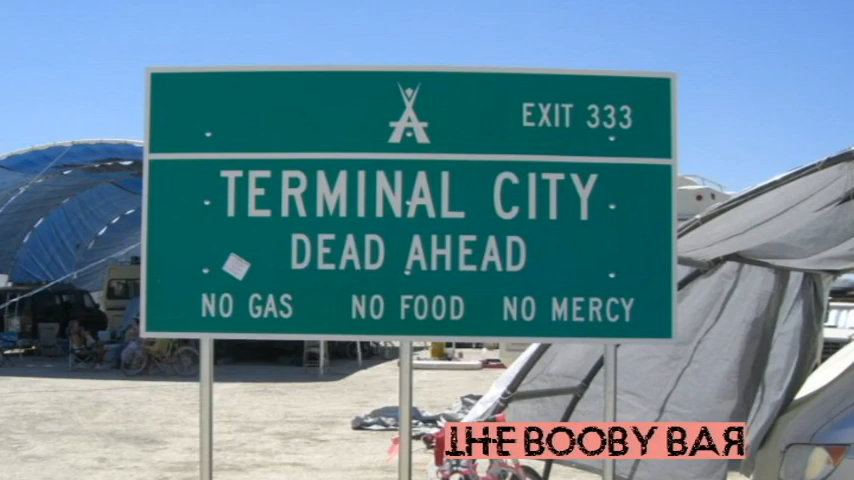 EXIT 333
TERMINAL CITY
DEAD AHEAD
NO GAS NO FOOD NO MERCY
THE BOOBY BAR